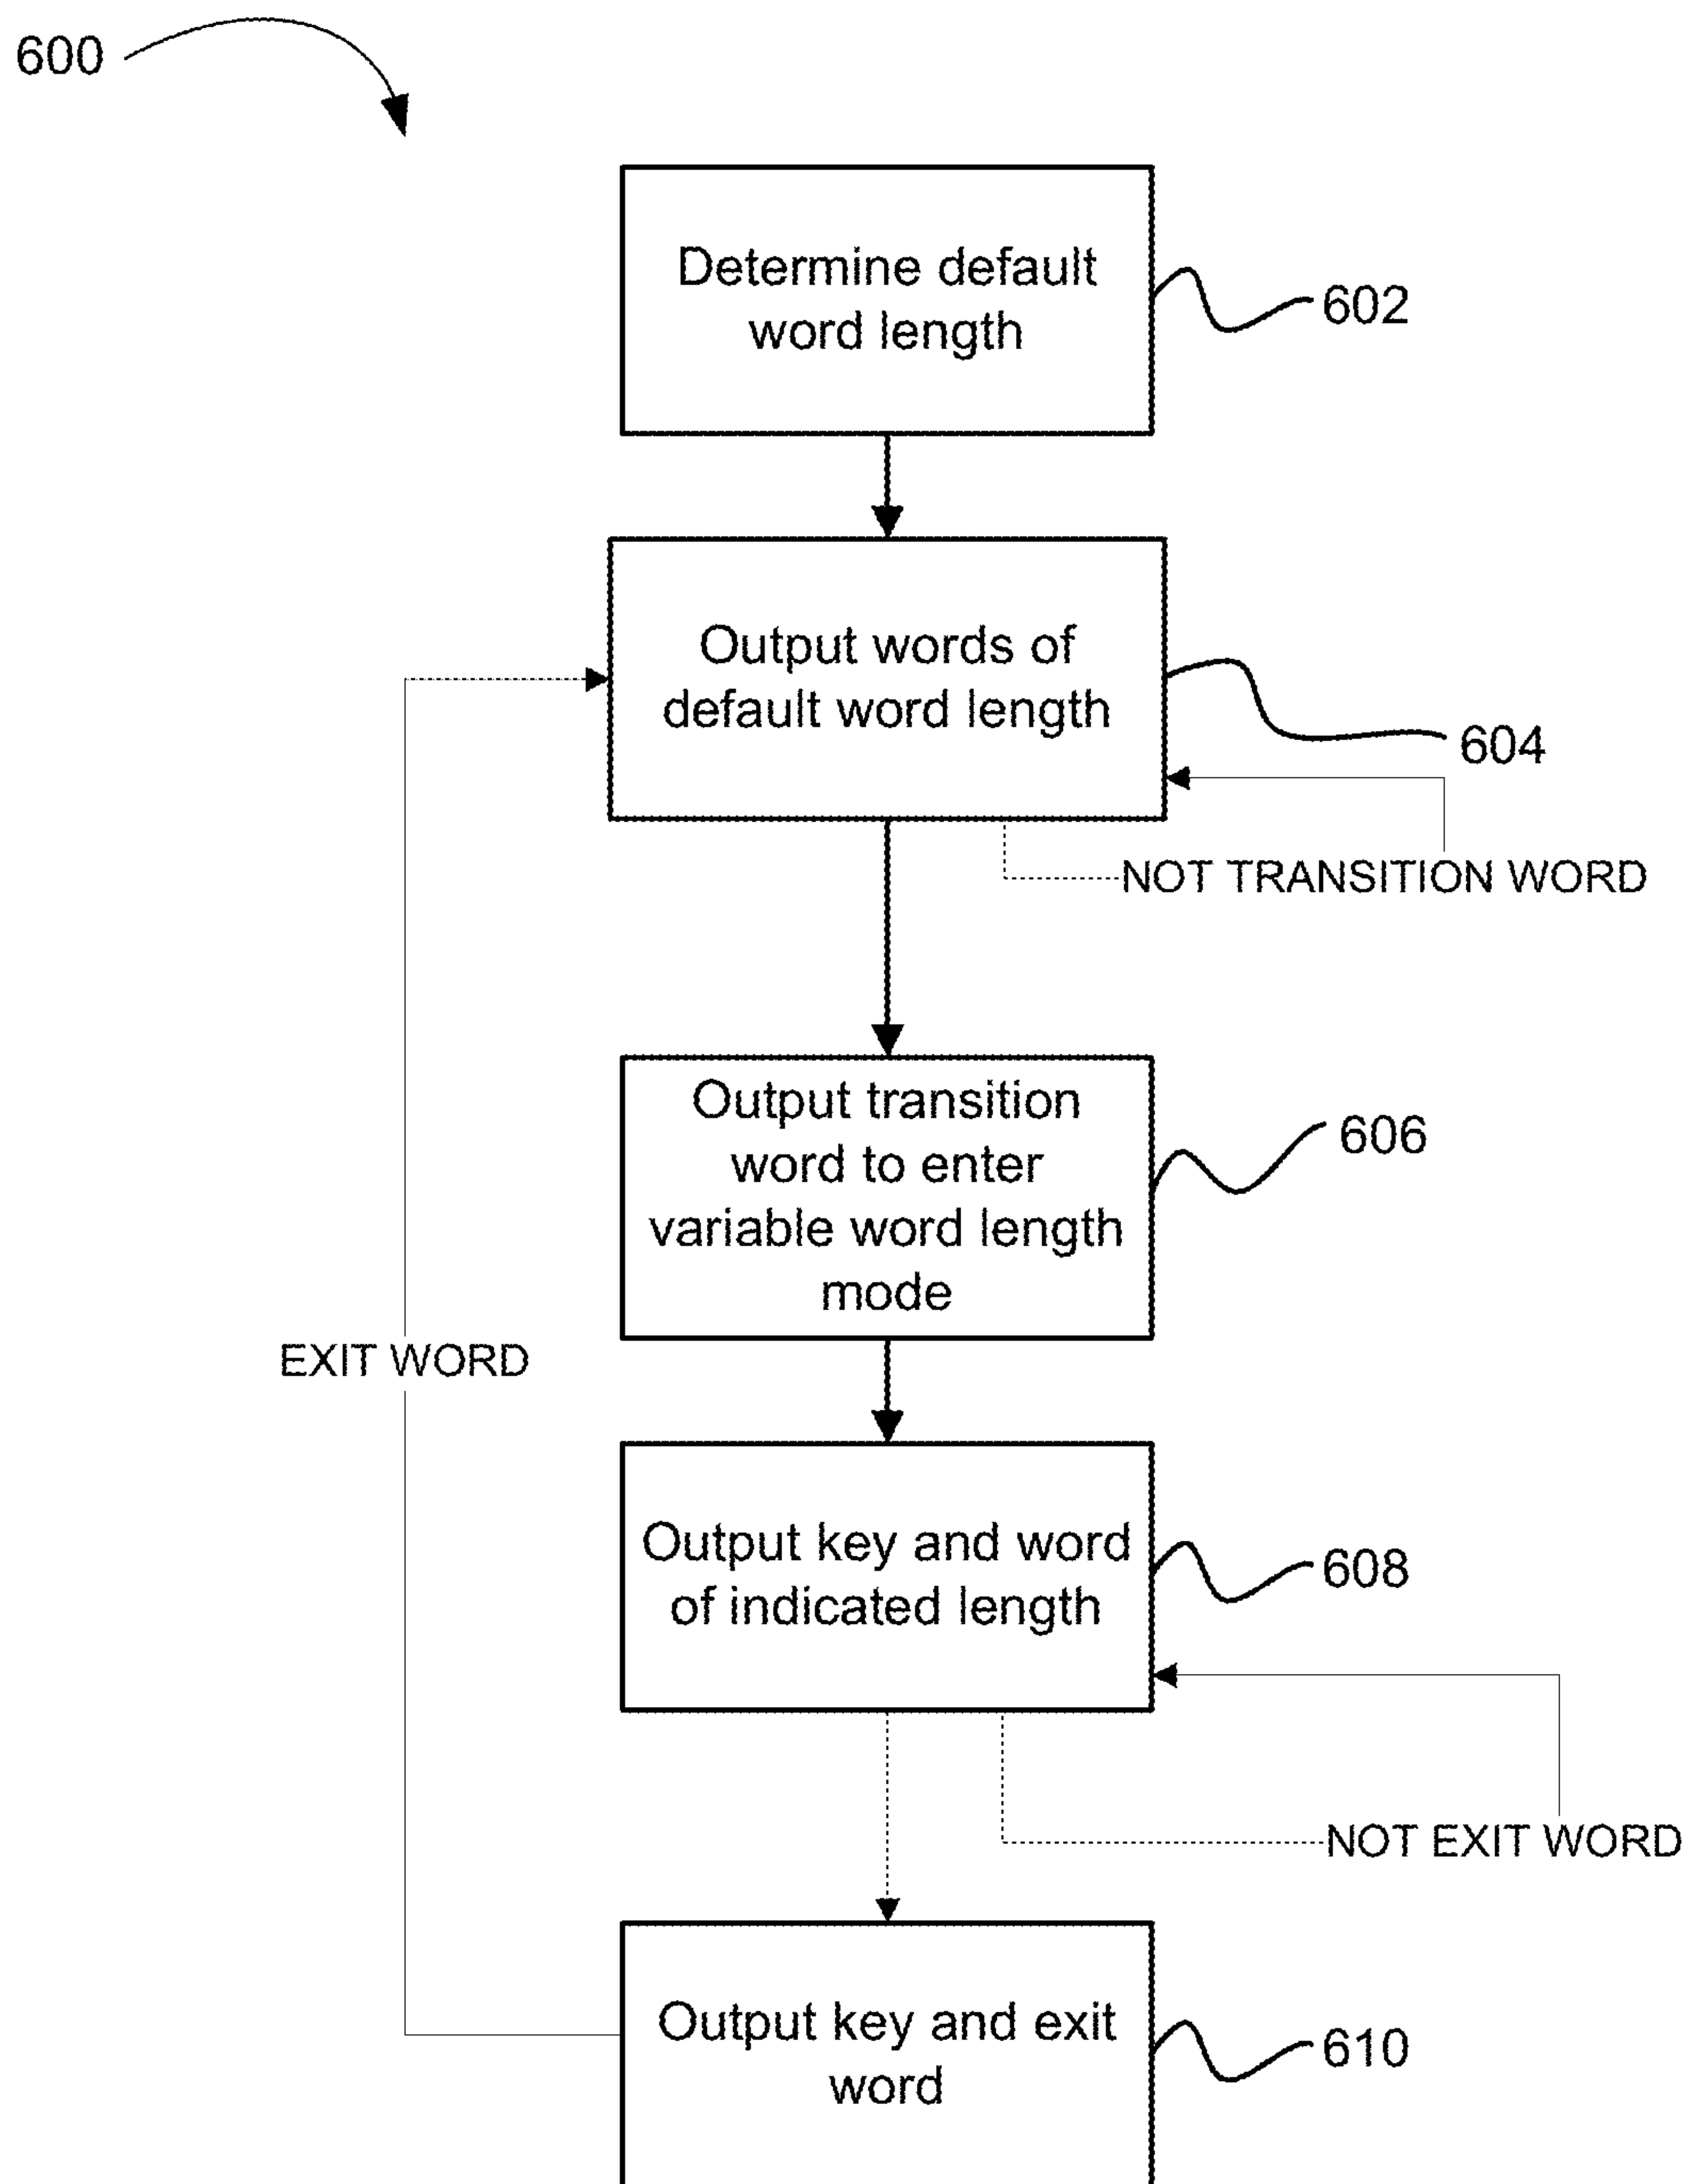 600
Determine default
word length
602
Output words of
default word length
604
NOT TRANSITION WORD
Output transition
word to enter
variable word length
mode
606
EXIT WORD
Output key and word
of indicated length
608
NOT EXIT WORD
Output key and exit
word
610